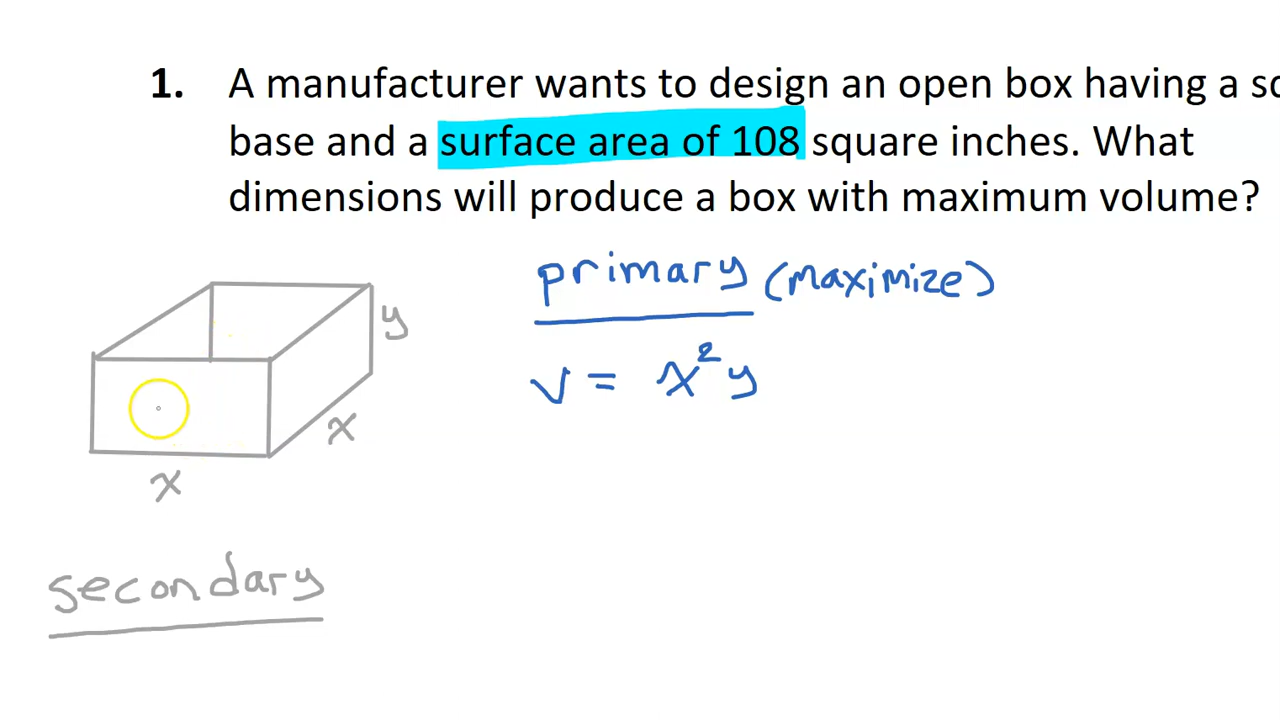 1. A manufacturer wants to design an open box having a
base and a surface area of 108 square inches. What
dimensions will produce a box with maximum volume?
primary (maximize)
y
v = x²y
x
x
secondary